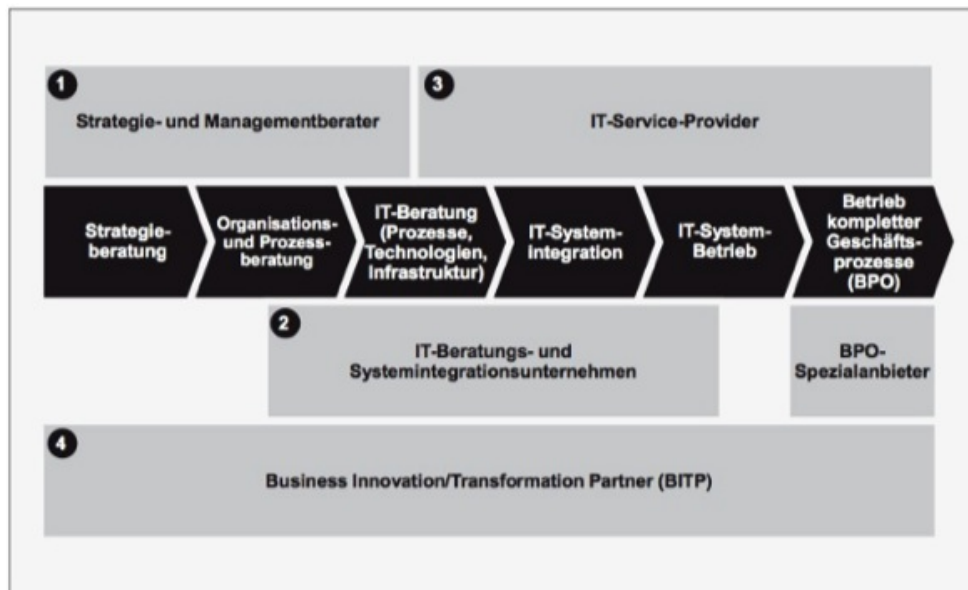 1
Strategie- und Managementberater
3
IT-Service-Provider
Strategie-
beratung
Organisations-
und Prozess-
beratung
IT-Beratung
(Prozesse,
Technologien,
Infrastruktur)
IT-System-
Integration
IT-System-
Betrieb
Betrieb
kompletter
Geschäfts-
prozesse
(BPO)
2
IT-Beratungs- und
Systemintegrationsunternehmen
BPO-
Spezialanbieter
4
Business Innovation/Transformation Partner (BITP)